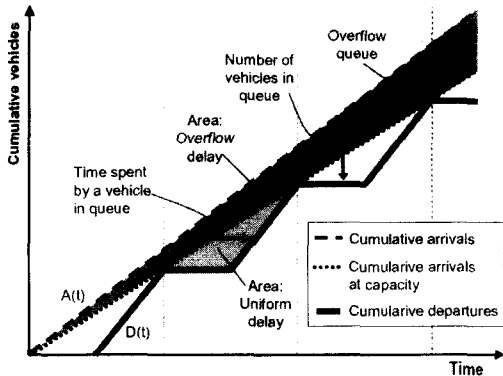 Cumulative vehicles
Overflow
queue
Number of
vehicles in
queue
Area:
Overflow
delay
Time spent
by a vehicle
in queue
A(t)
D(t)
Area:
Uniform
delay
Cumulative arrivals
Cumularive arrivals
at capacity
Cumularive departures
Time